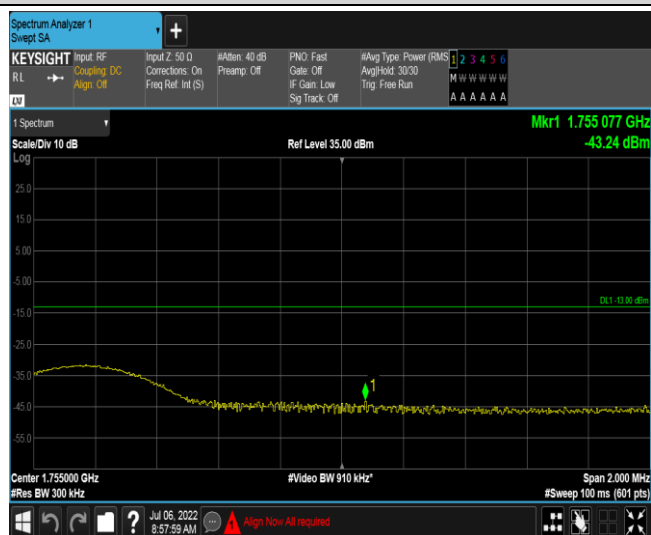 Spectrum Analyzer 1
Swept SA
+
KEYSIGHT
RL
LXI
Input: RF
Coupling: DC
Align: Off
Input Z: 50 Ω
Corrections: On
Freq Ref: Int (S)
#Atten: 40 dB
Preamp: Off
PNO: Fast
Gate: Off
IF Gain: Low
Sig Track: Off
#Avg Type: Power (RMS
Avg|Hold: 30/30
Trig: Free Run
1 2 3 4 5 6
M W W W W W
A A A A A A
1 Spectrum
Mkr1 1.755 077 GHz
Scale/Div 10 dB
Ref Level 35.00 dBm
-43.24 dBm
Log
25.0
15.0
5.00
-5.00
DL1 -13.00 dBm
-15.0
-25.0
-35.0
1
-45.0
-55.0
Center 1.755000 GHz
#Video BW 910 kHz*
Span 2.000 MHz
#Res BW 300 kHz
#Sweep 100 ms (601 pts)
?
Jul 06, 2022
8:57:59 AM
Align Now All required